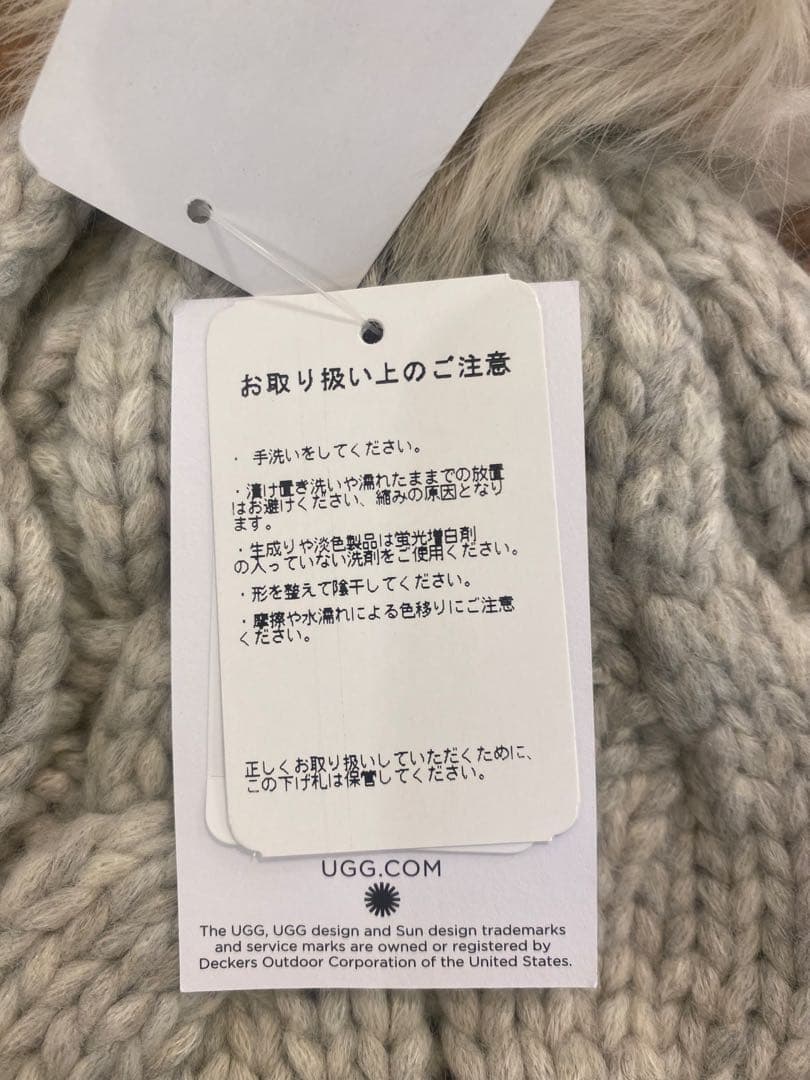 お取り扱い上のご注意
・ 手洗いをしてください。
・漬け置き洗いや濡れたままでの放置
はお避けください、縮みの原因となり
ます。
・生成りや淡色製品は蛍光増白剤
の入っていない洗剤をご使用ください。
・形を整えて陰干してください。
・摩擦や水濡れによる色移りにご注意
ください。
正しくお取り扱いしていただくために、
この下げ札は保管してください。
UGG.COM
The UGG, UGG design and Sun design trademarks
and service marks are owned or registered by
Deckers Outdoor Corporation of the United States.